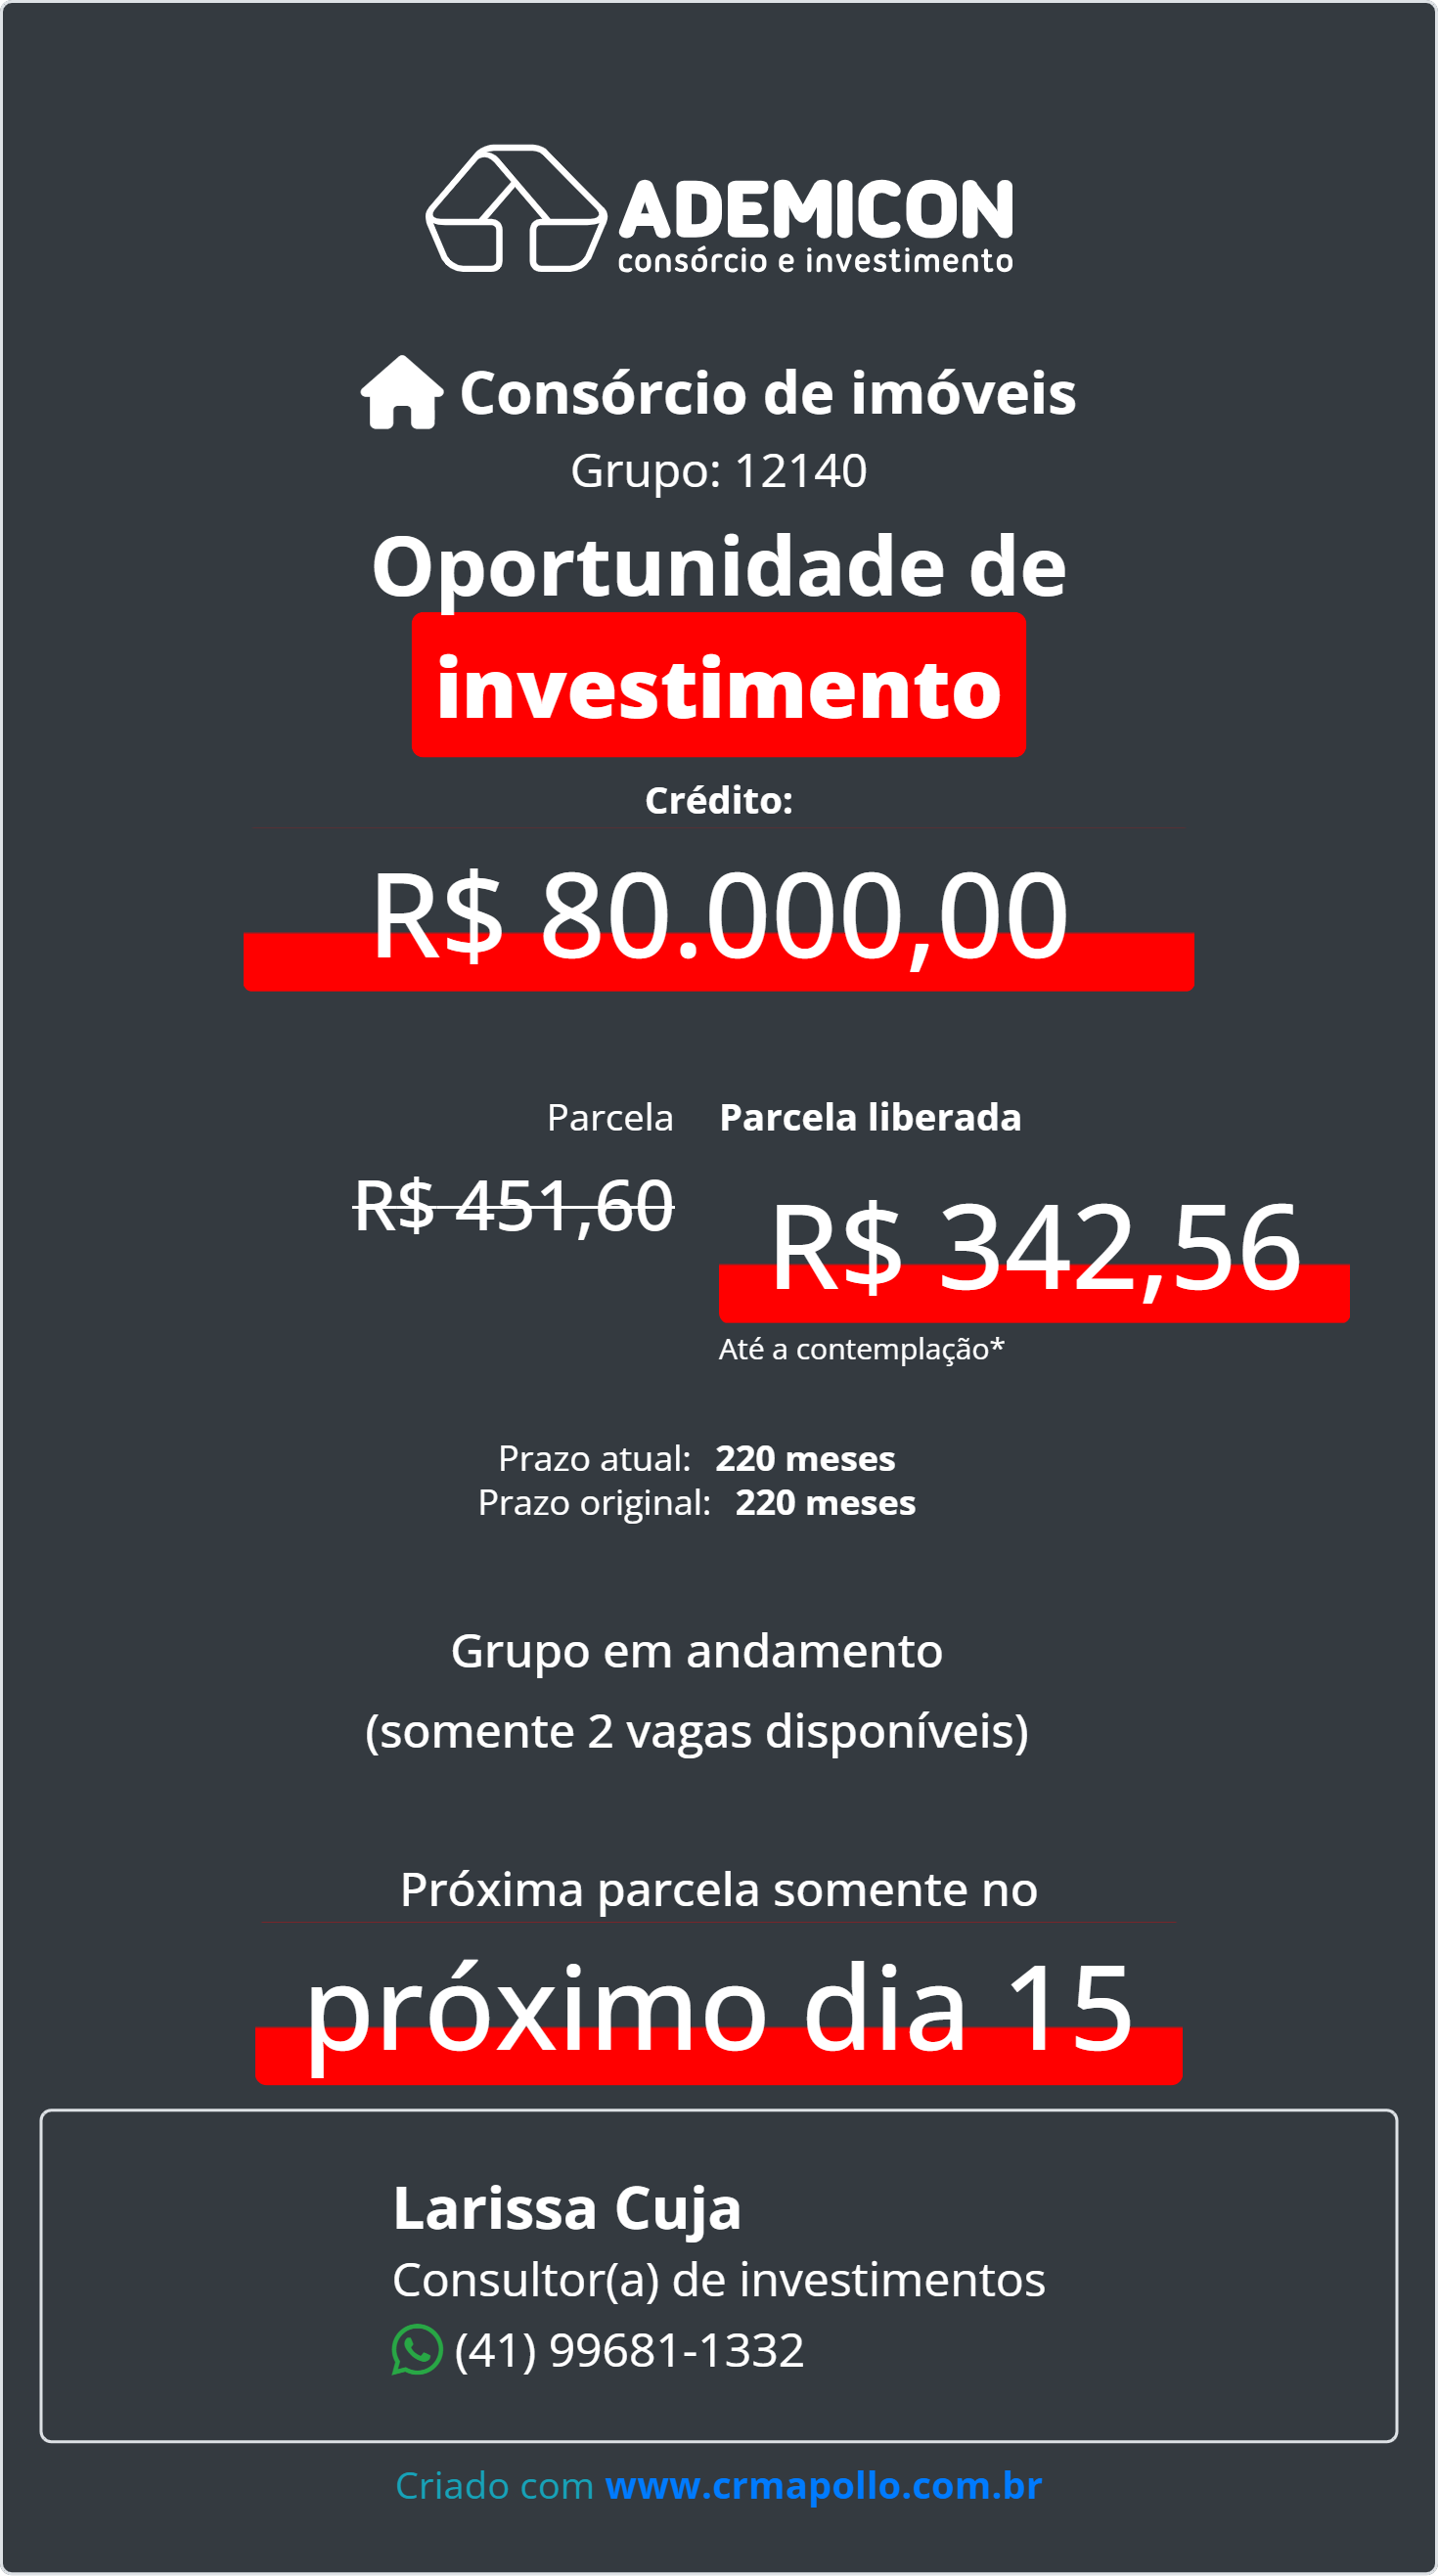 ADEMICON
consórcio e investimento
Consórcio de imóveis
Grupo: 12140
Oportunidade de
investimento
Crédito:
R$ 80.000,00
Parcela
R$ 451,60
Parcela liberada
R$ 342,56
Até a contemplação*
Prazo atual: 220 meses
Prazo original: 220 meses
Grupo em andamento
(somente 2 vagas disponíveis)
Próxima parcela somente no
próximo dia 15
Larissa Cuja
Consultor(a) de investimentos
(41) 99681-1332
Criado com www.crmapollo.com.br